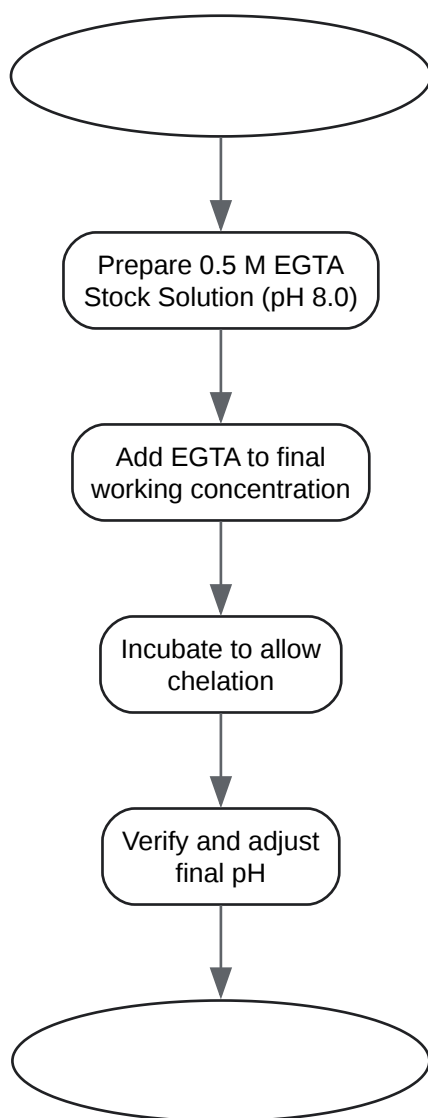 Prepare 0.5 M EGTA
Stock Solution (pH 8.0)
Add EGTA to final
working concentration
Incubate to allow
chelation
Verify and adjust
final pH